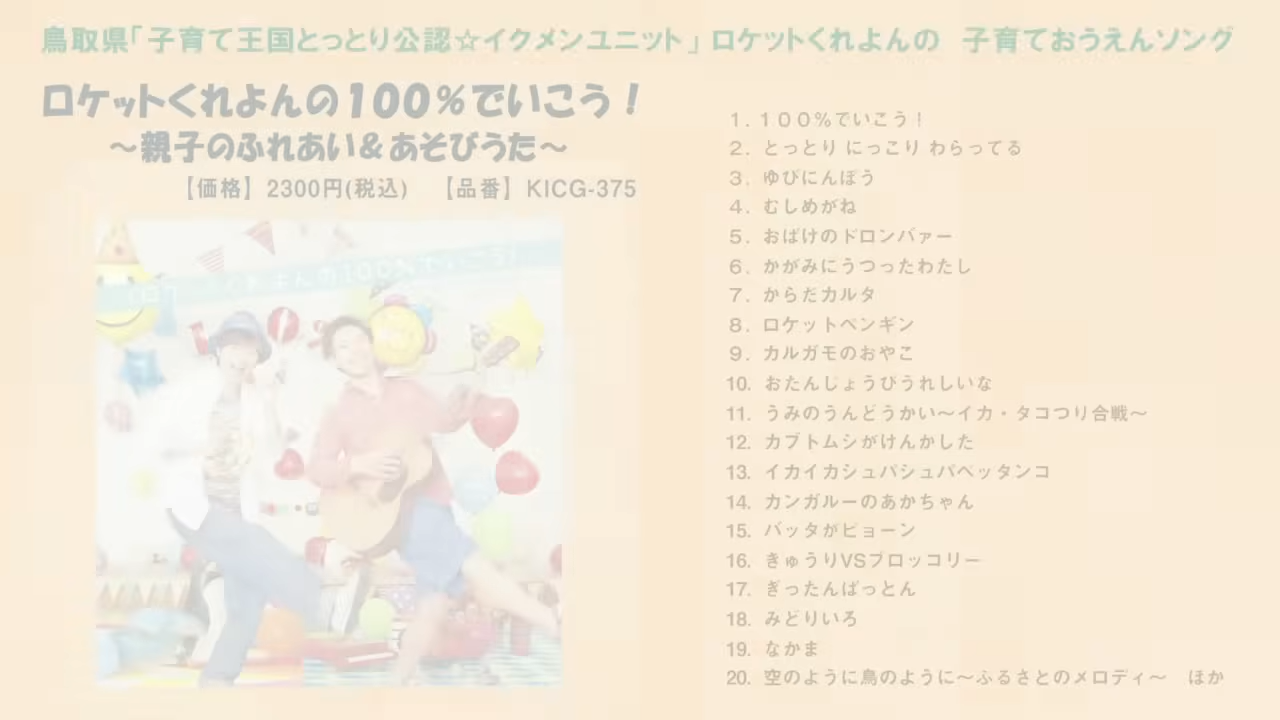 鳥取県「子育て王国とっとり公認☆イクメンユニット」ロケットくれよんの　子育ておうえんソング
ロケットくれよんの100％でいこう！
～親子のふれあい＆あそびうた～
【価格】2300円(税込)　【品番】KICG-375
1. 100％でいこう！
2. とっとり にっこり わらってる
3. ゆびにんぽう
4. むしめがね
5. おばけのドロンパァー
6. かがみにうつったわたし
7. からだカルタ
8. ロケットペンギン
9. カルガモのおやこ
10. おたんじょうびうれしいな
11. うみのうんどうかい～イカ・タコつり合戦～
12. カブトムシがけんかした
13. イカイカシュパシュパペッタンコ
14. カンガルーのあかちゃん
15. バッタがピョーン
16. きゅうりVSブロッコリー
17. ぎったんばっとん
18. みどりいろ
19. なかま
20. 空のように鳥のように～ふるさとのメロディ～　ほか
よんの100％でいこう！